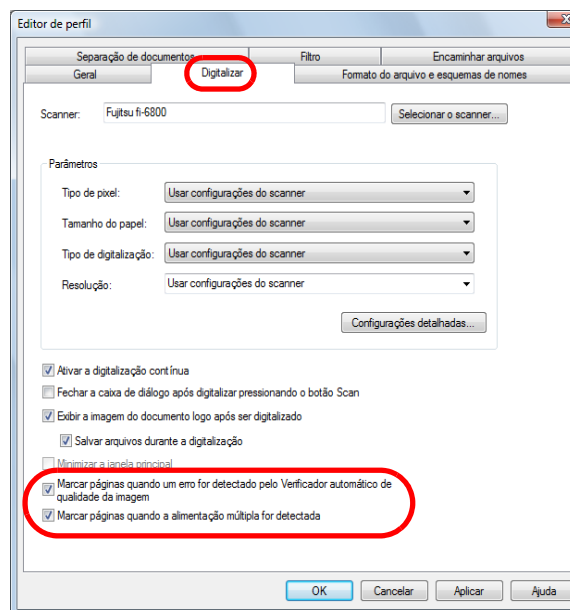 Editor de perfil
Separação de documentos Filtro Encaminhar arquivos
Geral Digitalizar Formato do arquivo e esquemas de nomes
Scanner: Fujitsu fi-6800 Selecionar o scanner...
Parâmetros
Tipo de pixel: Usar configurações do scanner
Tamanho do papel: Usar configurações do scanner
Tipo de digitalização: Usar configurações do scanner
Resolução: Usar configurações do scanner
Configurações detalhadas...
Ativar a digitalização contínua
Fechar a caixa de diálogo após digitalizar pressionando o botão Scan
Exibir a imagem do documento logo após ser digitalizado
Salvar arquivos durante a digitalização
Minimizar a janela principal
Marcar páginas quando um erro for detectado pelo Verificador automático de
qualidade da imagem
Marcar páginas quando a alimentação múltipla for detectada
OK Cancelar Aplicar Ajuda